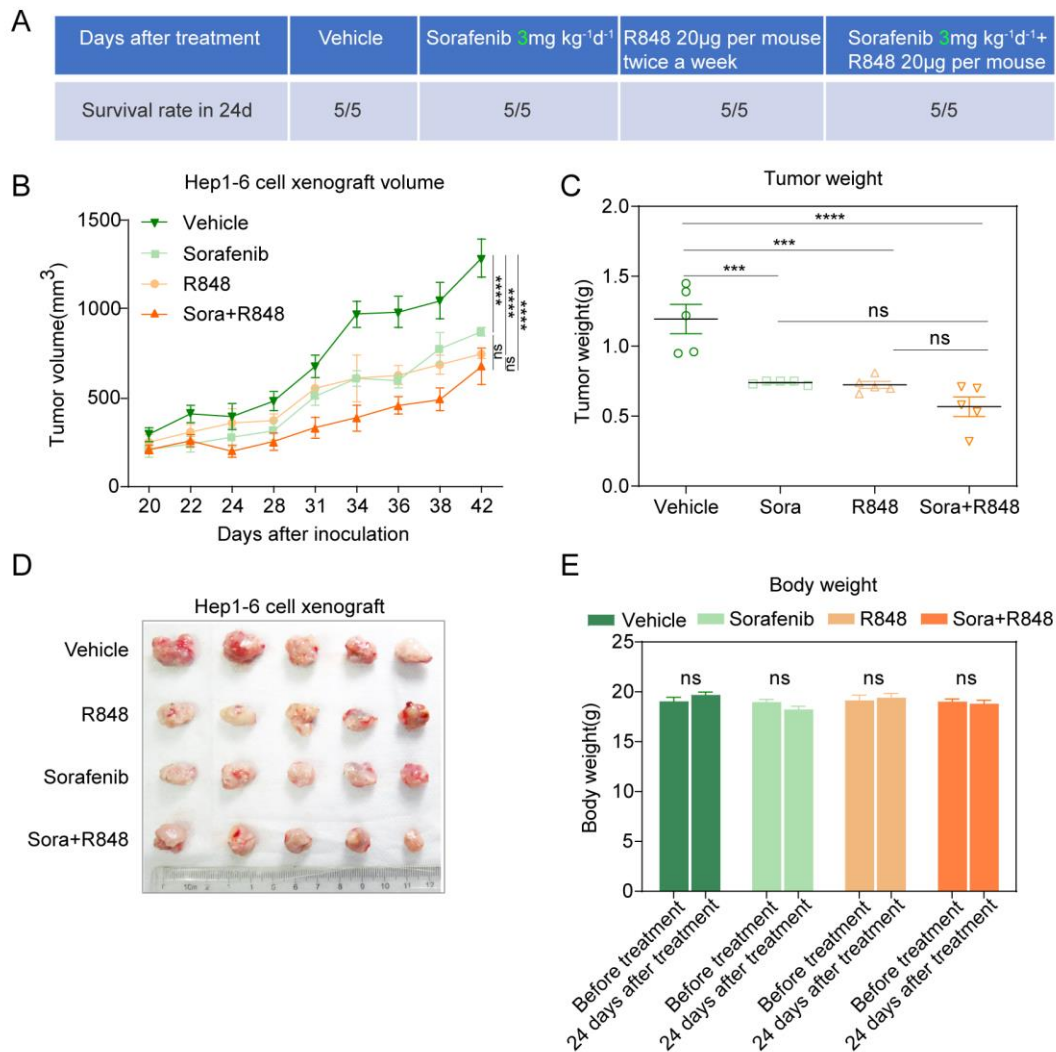 A
Days after treatment
Vehicle
Sorafenib 3mg kg⁻¹d⁻¹
R848 20μg per mouse
twice a week
Sorafenib 3mg kg⁻¹d⁻¹+
R848 20μg per mouse
Survival rate in 24d
5/5
5/5
5/5
5/5
B
Hep1-6 cell xenograft volume
Tumor volume(mm³)
1500
1000
500
0
Vehicle
Sorafenib
R848
Sora+R848
****
****
****
ns
ns
20 22 24 28 31 34 36 38 42
Days after inoculation
C
Tumor weight
Tumor weight(g)
2.0
1.5
1.0
0.5
0.0
****
***
***
ns
ns
Vehicle Sora R848 Sora+R848
D
Hep1-6 cell xenograft
Vehicle
R848
Sorafenib
Sora+R848
E
Body weight
Vehicle Sorafenib R848 Sora+R848
Body weight(g)
25
20
15
10
5
0
ns ns ns ns
Before treatment
24 days after treatment
Before treatment
24 days after treatment
Before treatment
24 days after treatment
Before treatment
24 days after treatment